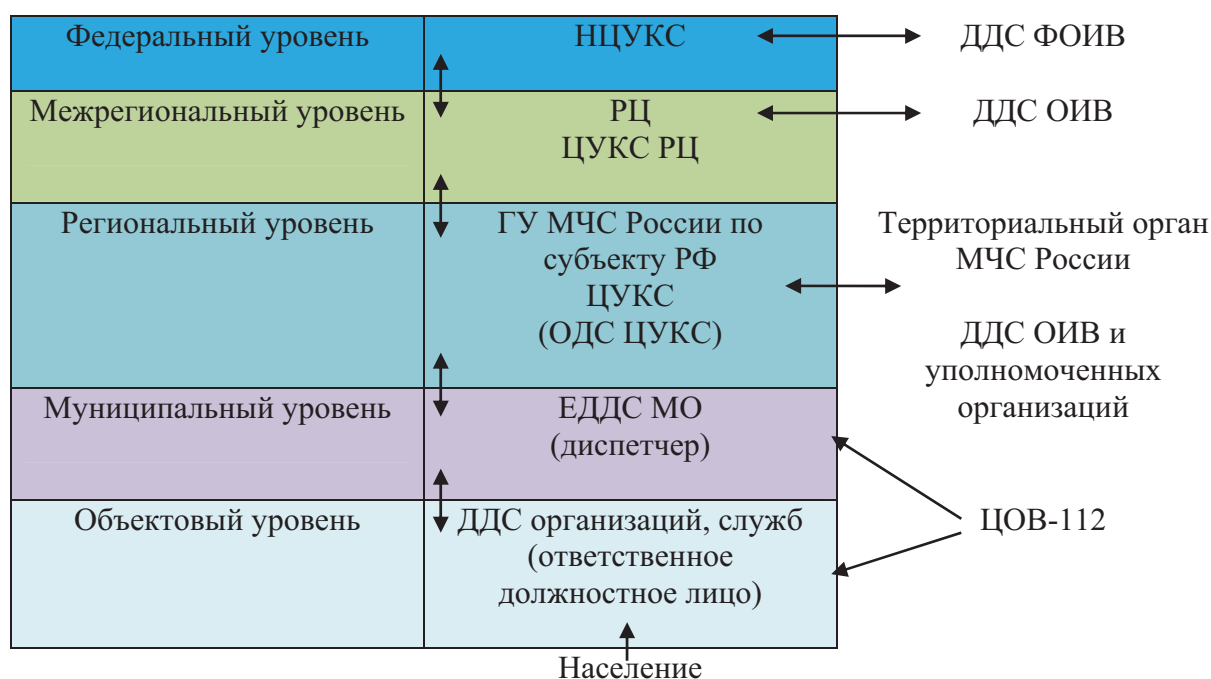 Федеральный уровень
НЦУКС
ДДС ФОИВ
Межрегиональный уровень
РЦ
ЦУКС РЦ
ДДС ОИВ
Региональный уровень
ГУ МЧС России по
субъекту РФ
ЦУКС
(ОДС ЦУКС)
Территориальный орган
МЧС России
ДДС ОИВ и
уполномоченных
организаций
Муниципальный уровень
ЕДДС МО
(диспетчер)
Объектовый уровень
ДДС организаций, служб
(ответственное
должностное лицо)
ЦОВ-112
Население